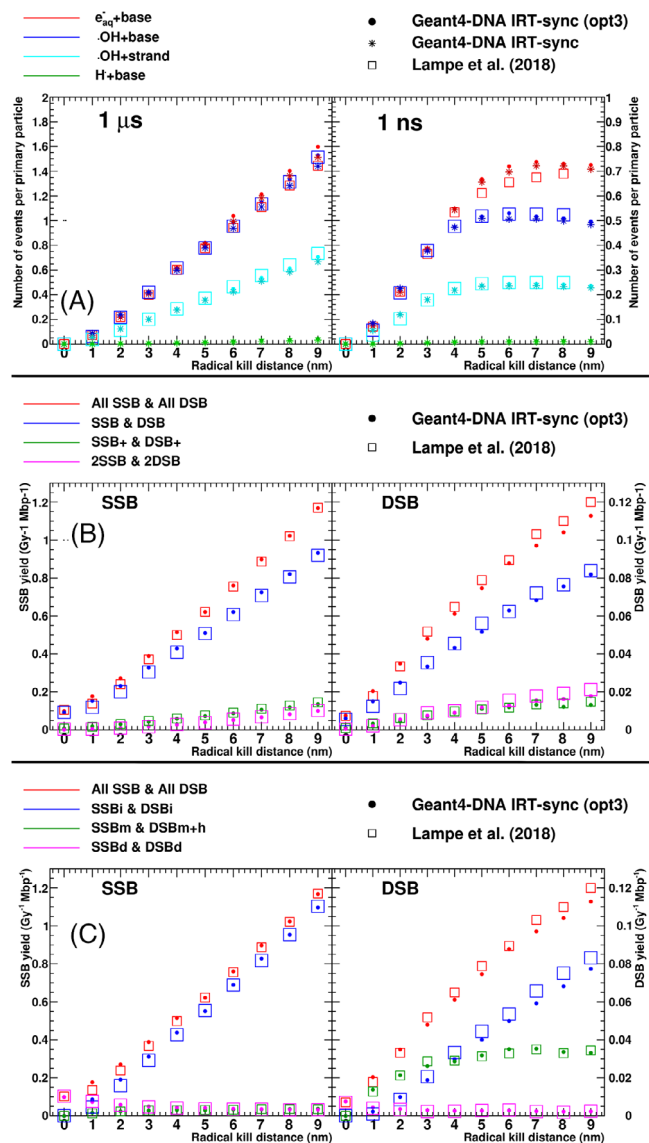 e⁻aq+base
·OH+base
·OH+strand
H·+base
Geant4-DNA IRT-sync (opt3)
Geant4-DNA IRT-sync
Lampe et al. (2018)
Number of events per primary particle
2
1.8
1.6
1.4
1.2
1
0.8
0.6
0.4
0.2
0
1 μs
(A)
0 1 2 3 4 5 6 7 8 9
Radical kill distance (nm)
1 ns
1
0.9
0.8
0.7
0.6
0.5
0.4
0.3
0.2
0.1
0
Number of events per primary particle
0 1 2 3 4 5 6 7 8 9
Radical kill distance (nm)
All SSB & All DSB
SSB & DSB
SSB+ & DSB+
2SSB & 2DSB
Geant4-DNA IRT-sync (opt3)
Lampe et al. (2018)
SSB yield (Gy-1 Mbp-1)
1.2
1
0.8
0.6
0.4
0.2
0
SSB
(B)
0 1 2 3 4 5 6 7 8 9
Radical kill distance (nm)
DSB
0.12
0.10
0.08
0.06
0.04
0.02
0
DSB yield (Gy-1 Mbp-1)
0 1 2 3 4 5 6 7 8 9
Radical kill distance (nm)
All SSB & All DSB
SSBi & DSBi
SSBm & DSBm+h
SSBd & DSBd
Geant4-DNA IRT-sync (opt3)
Lampe et al. (2018)
SSB yield (Gy⁻¹ Mbp⁻¹)
1.2
1
0.8
0.6
0.4
0.2
0
SSB
(C)
0 1 2 3 4 5 6 7 8 9
Radical kill distance (nm)
DSB
0.12
0.10
0.08
0.06
0.04
0.02
0
DSB yield (Gy⁻¹ Mbp⁻¹)
0 1 2 3 4 5 6 7 8 9
Radical kill distance (nm)